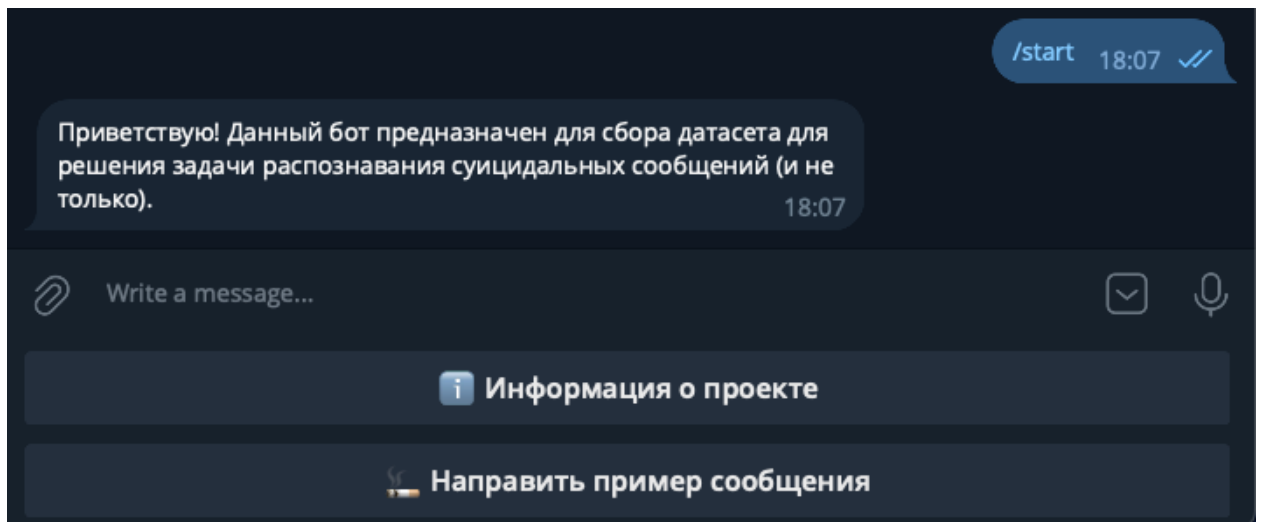 /start 18:07
Приветствую! Данный бот предназначен для сбора датасета для
решения задачи распознавания суицидальных сообщений (и не
только).
18:07
Write a message...
Информация о проекте
Направить пример сообщения